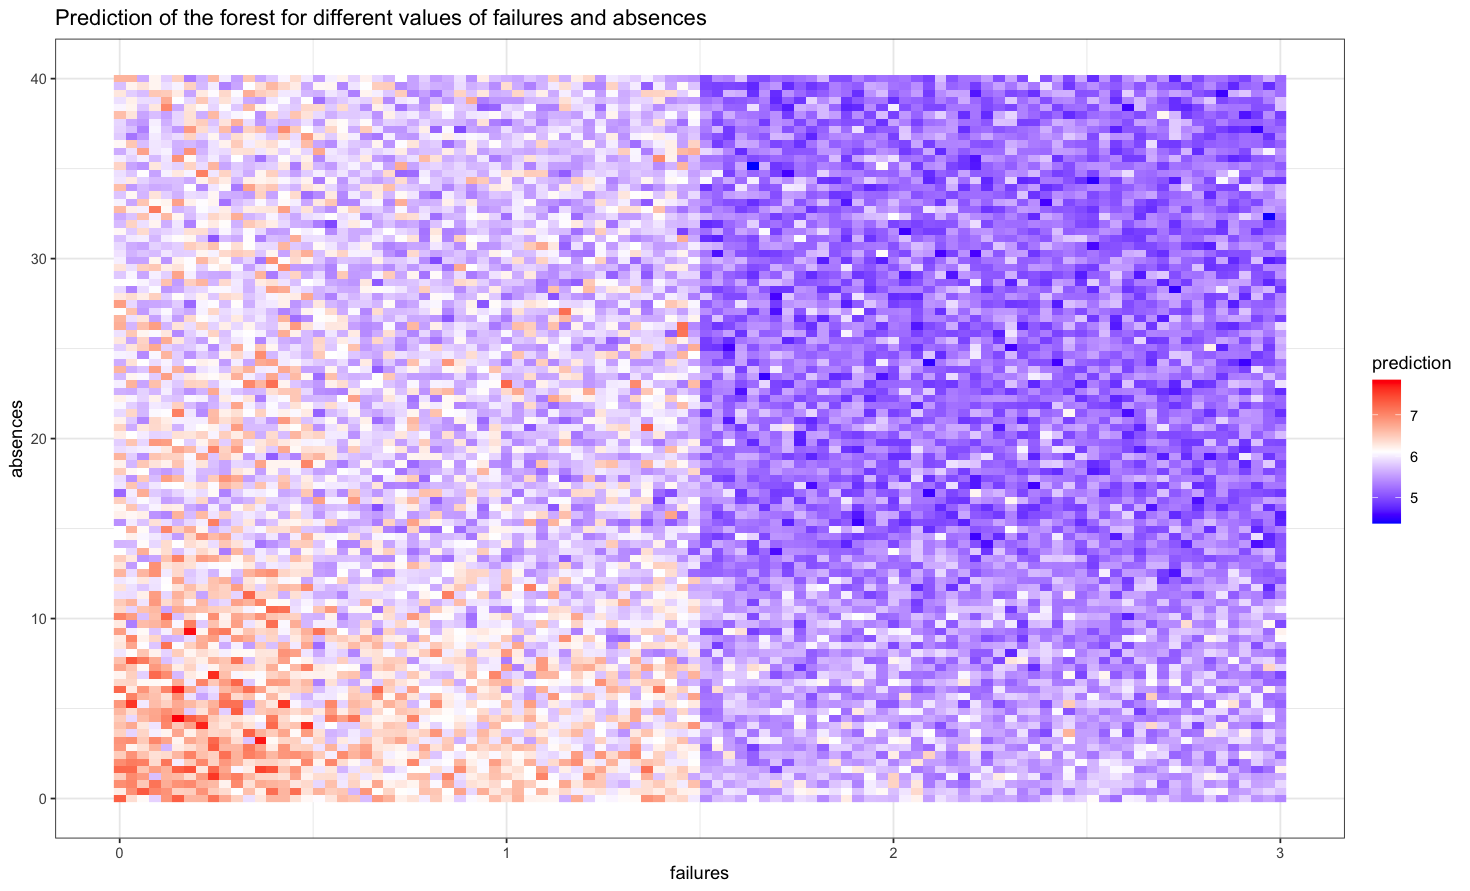 Prediction of the forest for different values of failures and absences
40
30
20
10
0
absences
0 1 2 3
failures
prediction
7
6
5